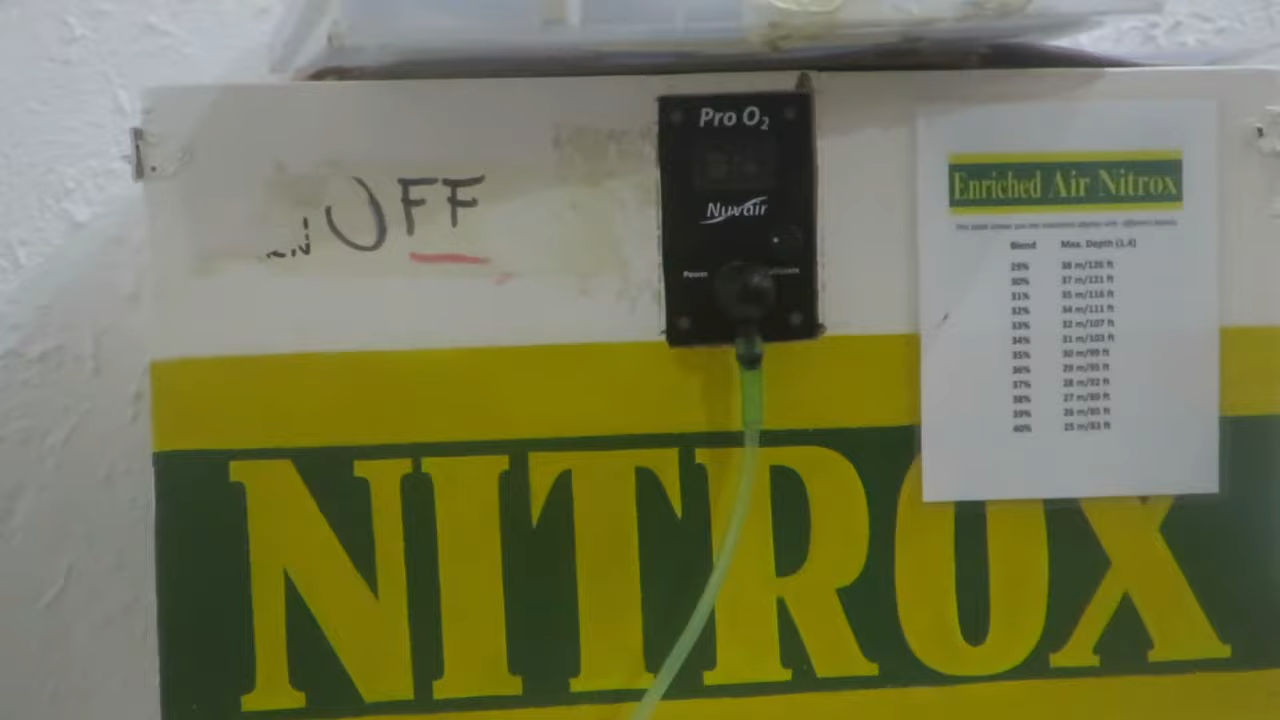 OFF
Pro O2
Nuvair
Power
Enriched Air Nitrox
Blend Max. Depth (1.4)
29% 38 m/126 ft
30% 37 m/121 ft
31% 35 m/116 ft
32% 34 m/111 ft
33% 32 m/107 ft
34% 31 m/103 ft
35% 30 m/99 ft
36% 29 m/95 ft
37% 28 m/92 ft
38% 27 m/89 ft
39% 26 m/85 ft
40% 25 m/83 ft
NITROX